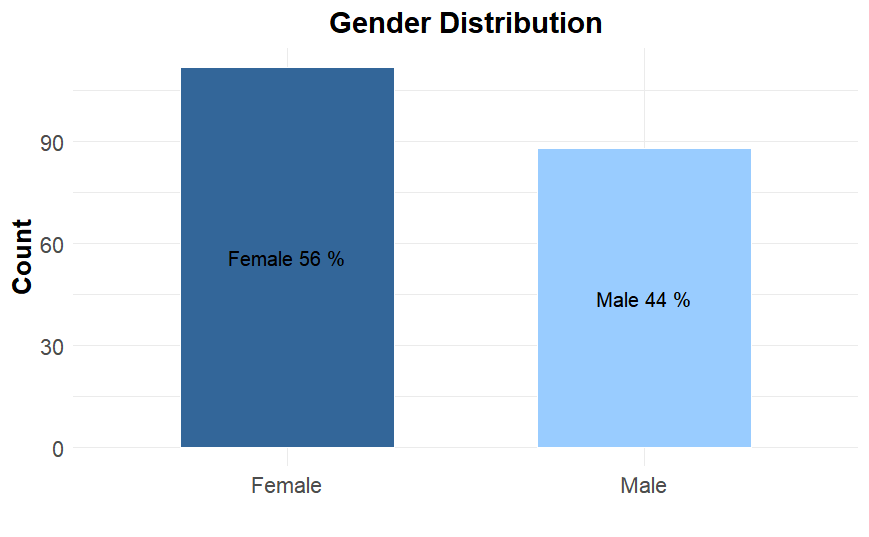 Gender Distribution
Count
90
60
30
0
Female 56 %
Male 44 %
Female
Male